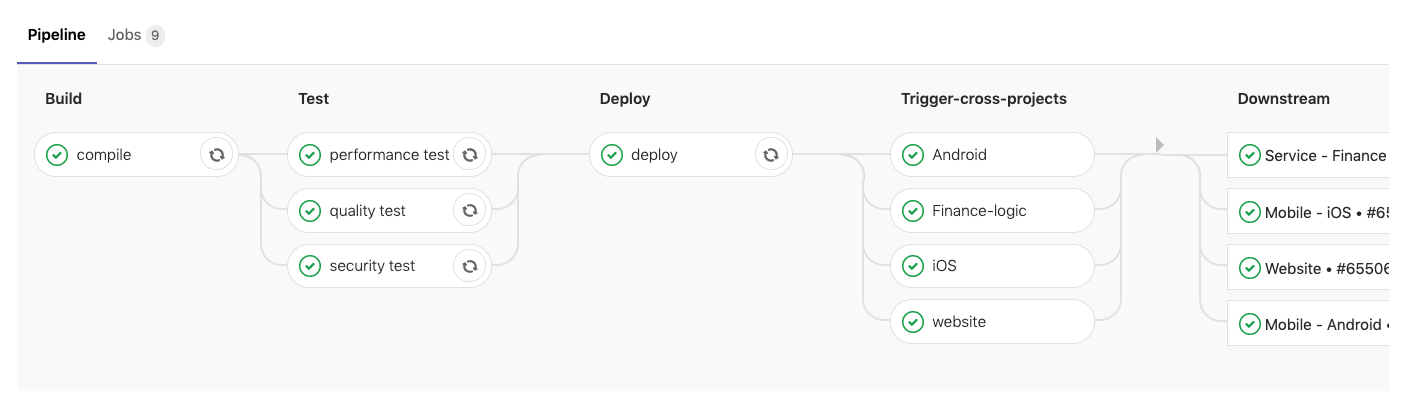 Pipeline Jobs 9
Build Test Deploy Trigger-cross-projects Downstream
compile performance test deploy Android Service - Finance
quality test Finance-logic Mobile - iOS • #65
security test iOS Website • #65506
website Mobile - Android •